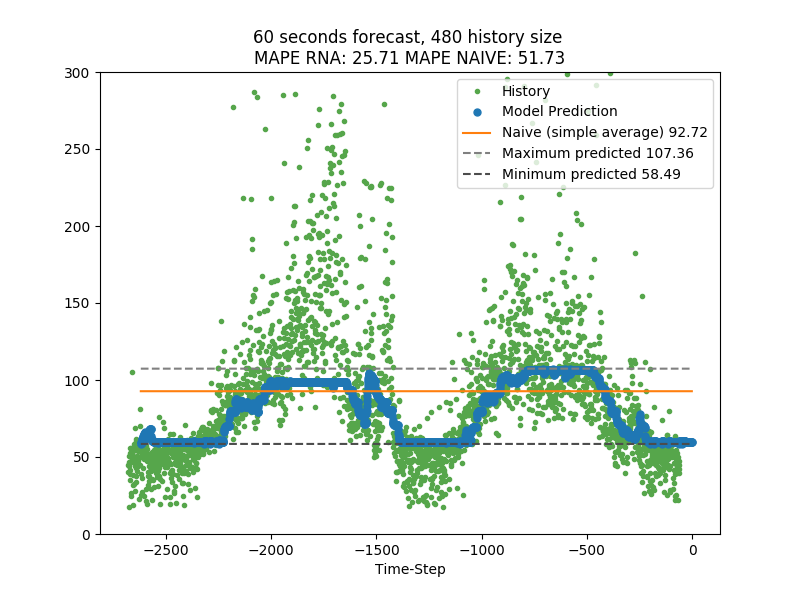 60 seconds forecast, 480 history size
MAPE RNA: 25.71 MAPE NAIVE: 51.73
300
250
200
150
100
50
0
History
Model Prediction
Naive (simple average) 92.72
Maximum predicted 107.36
Minimum predicted 58.49
−2500 −2000 −1500 −1000 −500 0
Time-Step